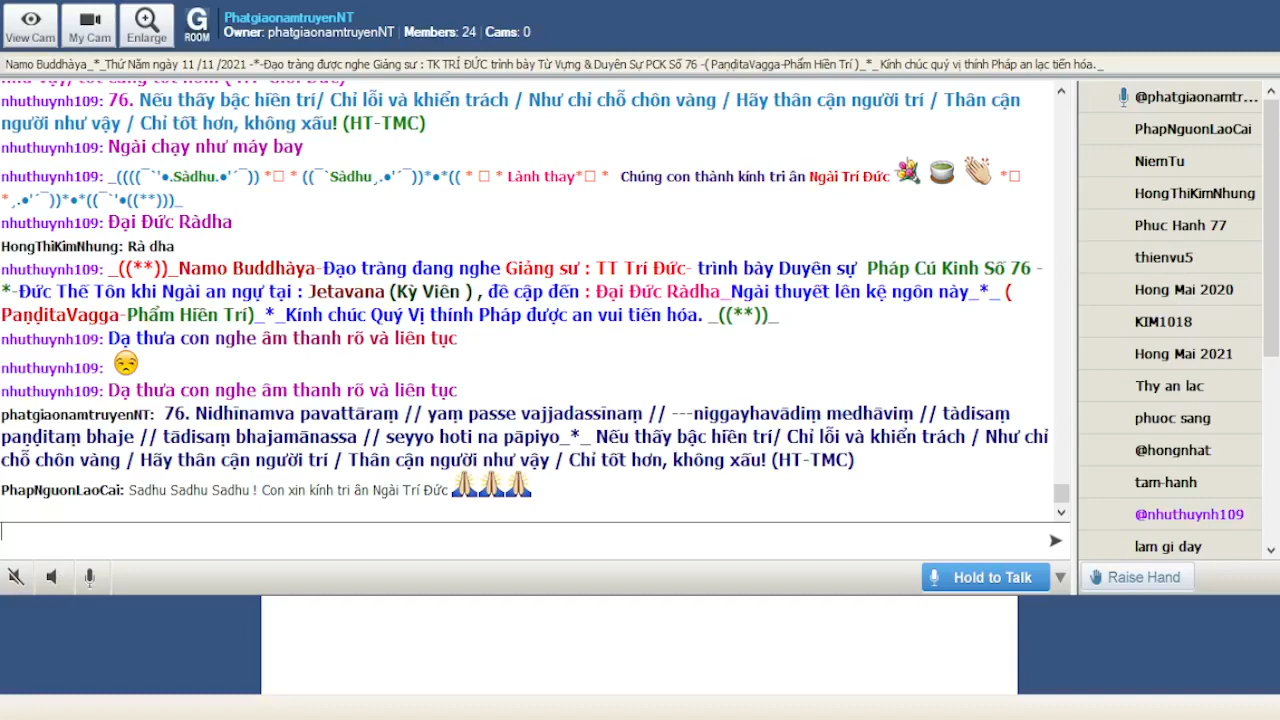 PhatgiaonamtruyenNT
G ROOM
Owner: phatgiaonamtruyenNT | Members: 24 | Cams: 0
View Cam
My Cam
Enlarge
Namo Buddhàya_*_Thứ Năm ngày 11 /11 /2021 -*-Đạo tràng được nghe Giảng sư : TK TRÍ ĐỨC trình bày Từ Vựng & Duyên Sự PCK Số 76 -( PaṇḍitaVagga-Phẩm Hiền Trí )_*_ Kính chúc quý vị thính Pháp an lạc tiến hóa._
nhuthuynh109: 76. Nếu thấy bậc hiền trí/ Chỉ lỗi và khiển trách / Như chỉ chỗ chôn vàng / Hãy thân cận người trí / Thân cận
người như vậy / Chỉ tốt hơn, không xấu! (HT-TMC)
nhuthuynh109: Ngài chạy như máy bay
nhuthuynh109: _((((¯`'•.Sàdhu.•'´¯)) *□ * ((¯`Sàdhu¸.•'´¯))*•*(( * □ * Lành thay*□ * Chúng con thành kính tri ân Ngài Trí Đức *□
*¸.•'´¯))*•*((¯`'•((**)))_
nhuthuynh109: Đại Đức Ràdha
HongThiKimNhung: Rà dha
nhuthuynh109: _((**))_Namo Buddhàya-Đạo tràng đang nghe Giảng sư : TT Trí Đức- trình bày Duyên sự Pháp Cú Kinh Số 76 -
*-Đức Thế Tôn khi Ngài an ngự tại : Jetavana (Kỳ Viên ) , đề cập đến : Đại Đức Ràdha_Ngài thuyết lên kệ ngôn này_*_ (
PaṇḍitaVagga-Phẩm Hiền Trí)_*_Kính chúc Quý Vị thính Pháp được an vui tiến hóa. _((**))_
nhuthuynh109: Dạ thưa con nghe âm thanh rõ và liên tục
nhuthuynh109:
nhuthuynh109: Dạ thưa con nghe âm thanh rõ và liên tục
phatgiaonamtruyenNT: 76. Nidhīnamva pavattāraṃ // yaṃ passe vajjadassīnaṃ // ---niggayhavādiṃ medhāviṃ // tàdisaṃ
paṇḍitaṃ bhaje // tādisaṃ bhajamānassa // seyyo hoti na pāpiyo_*_ Nếu thấy bậc hiền trí/ Chỉ lỗi và khiển trách / Như chỉ
chỗ chôn vàng / Hãy thân cận người trí / Thân cận người như vậy / Chỉ tốt hơn, không xấu! (HT-TMC)
PhapNguonLaoCai: Sadhu Sadhu Sadhu ! Con xin kính tri ân Ngài Trí Đức
@phatgiaonamtr...
PhapNguonLaoCai
NiemTu
HongThiKimNhung
Phuc Hanh 77
thienvu5
Hong Mai 2020
KIM1018
Hong Mai 2021
Thy an lac
phuoc sang
@hongnhat
tam-hanh
@nhuthuynh109
lam gi day
Hold to Talk
Raise Hand